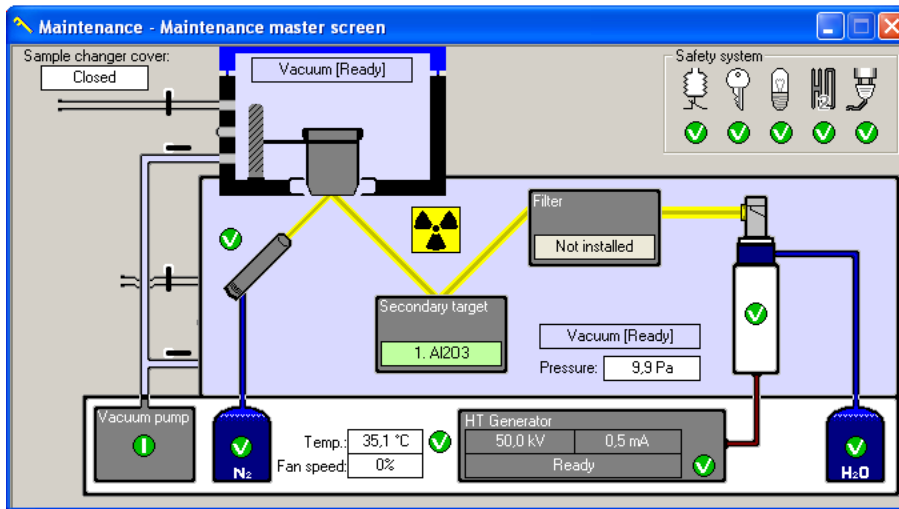 Maintenance - Maintenance master screen
Sample changer cover:
Closed
Vacuum [Ready]
Safety system
H2O
Filter
Not installed
Secondary target
1. Al2O3
Vacuum [Ready]
Pressure: 9,9 Pa
Vacuum pump
N2
Temp.: 35,1 °C
Fan speed: 0%
HT Generator
50,0 kV 0,5 mA
Ready
H2O